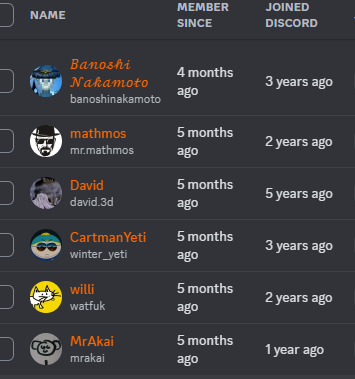 NAME
MEMBER SINCE
JOINED DISCORD
𝓑𝓪𝓷𝓸𝓼𝓱𝓲
𝓝𝓪𝓴𝓪𝓶𝓸𝓽𝓸
banoshinakamoto
4 months ago
3 years ago
mathmos
mr.mathmos
5 months ago
2 years ago
David
david.3d
5 months ago
5 years ago
CartmanYeti
winter_yeti
5 months ago
3 years ago
willi
watfuk
5 months ago
2 years ago
MrAkai
mrakai
5 months ago
1 year ago